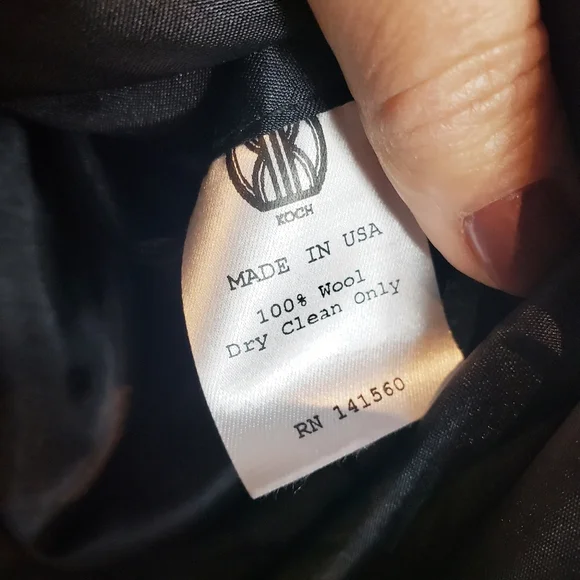 KOCH
MADE IN USA
100% Wool
Dry Clean Only
RN 141560